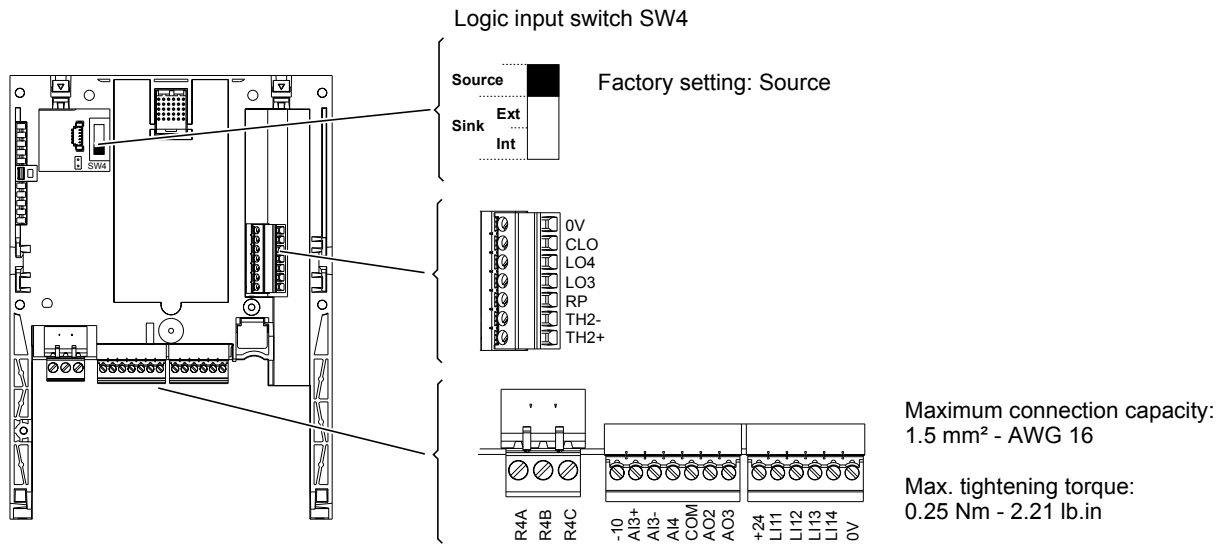 Logic input switch SW4
Source
Sink
Ext
Int
Factory setting: Source
SW4
0V
CLO
LO4
LO3
RP
TH2-
TH2+
R4A
R4B
R4C
-10
AI3+
AI3-
AI4
COM
AO2
AO3
+24
LI11
LI12
LI13
LI14
0V
Maximum connection capacity:
1.5 mm² - AWG 16
Max. tightening torque:
0.25 Nm - 2.21 lb.in